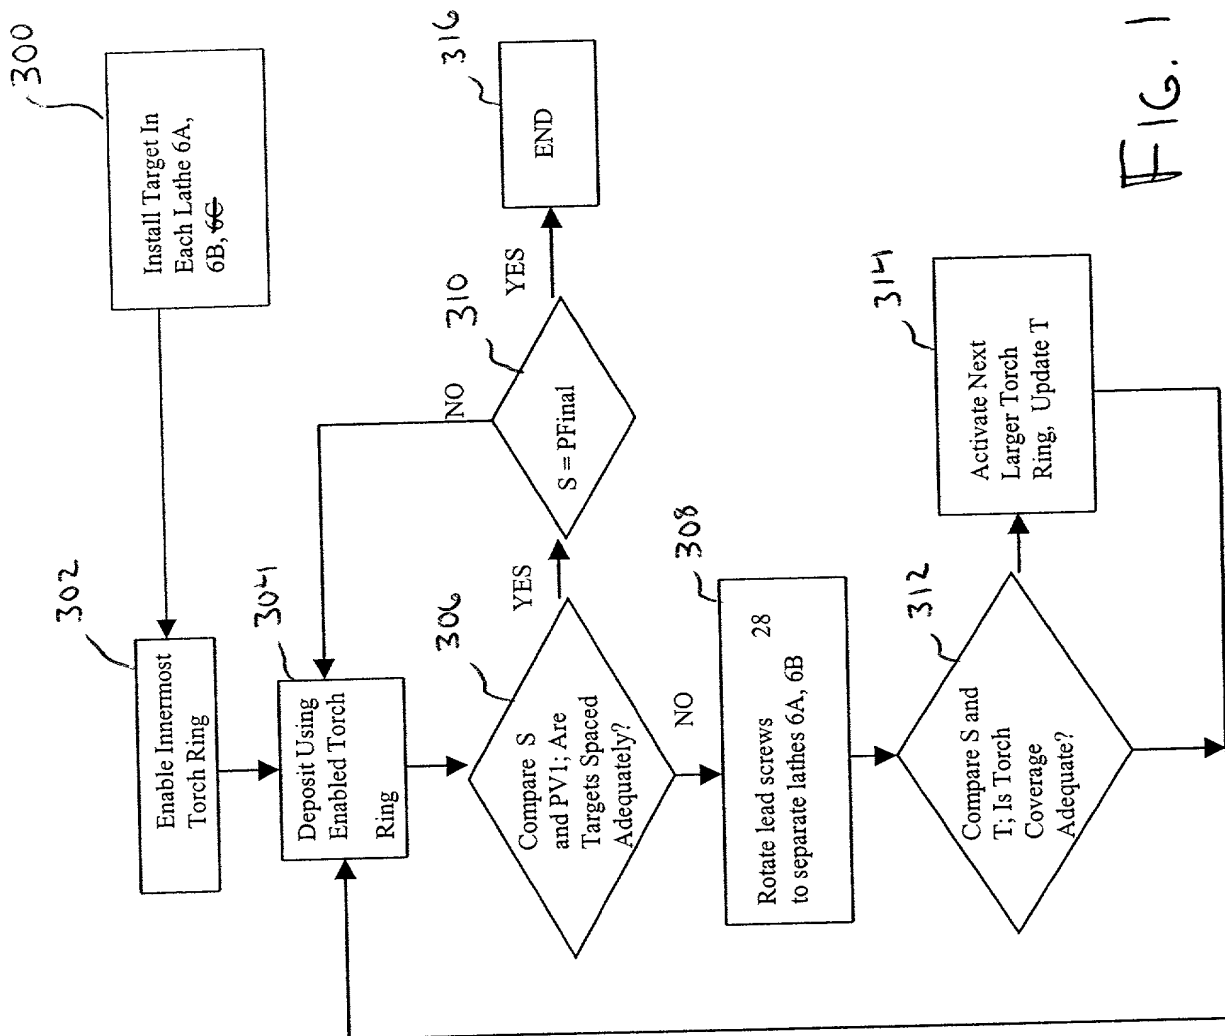 300
Install Target In
Each Lathe 6A,
6B, 6C
302
Enable Innermost
Torch Ring
304
Deposit Using
Enabled Torch
Ring
306
Compare S
and PV1; Are
Targets Spaced
Adequately?
YES
NO
310
S = PFinal
NO
YES
316
END
308
Rotate lead screws 28
to separate lathes 6A, 6B
312
Compare S and
T; Is Torch
Coverage
Adequate?
314
Activate Next
Larger Torch
Ring, Update T
FIG. 1